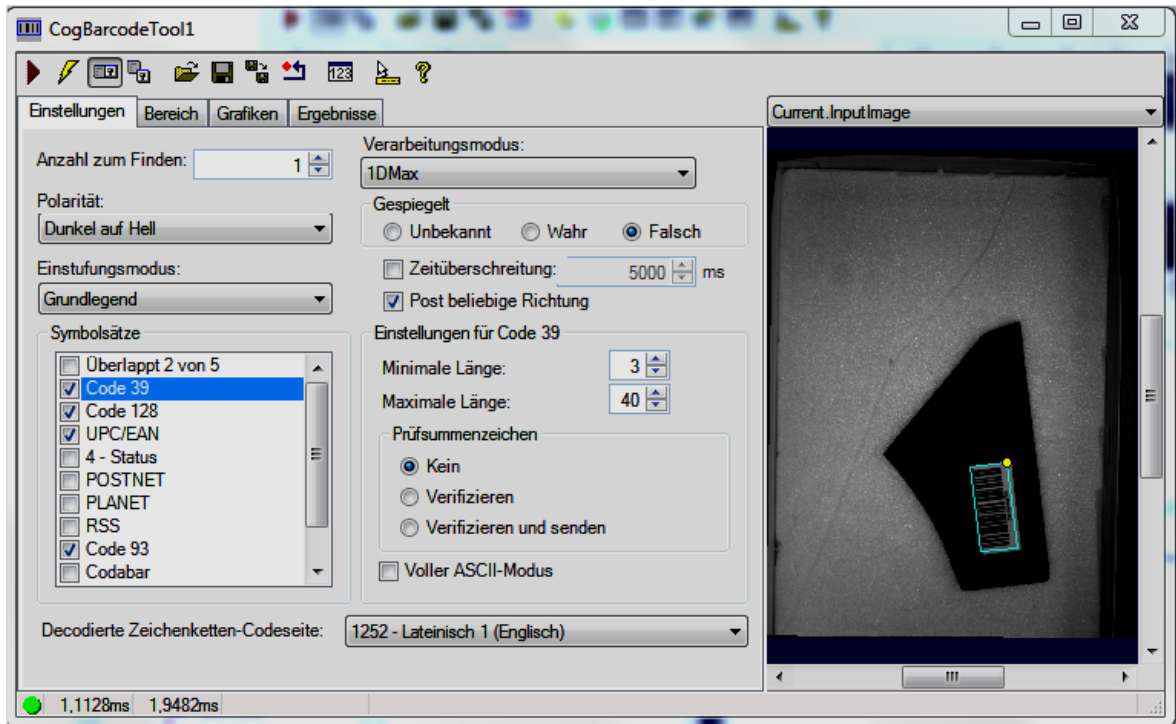 CogBarcodeTool1
Einstellungen Bereich Grafiken Ergebnisse
Current.InputImage
Anzahl zum Finden: 1
Verarbeitungsmodus:
1DMax
Polarität:
Dunkel auf Hell
Gespiegelt
Unbekannt Wahr Falsch
Einstufungsmodus:
Grundlegend
Zeitüberschreitung: 5000 ms
Post beliebige Richtung
Symbolsätze
Überlappt 2 von 5
Code 39
Code 128
UPC/EAN
4 - Status
POSTNET
PLANET
RSS
Code 93
Codabar
Einstellungen für Code 39
Minimale Länge: 3
Maximale Länge: 40
Prüfsummenzeichen
Kein
Verifizieren
Verifizieren und senden
Voller ASCII-Modus
Decodierte Zeichenketten-Codeseite: 1252 - Lateinisch 1 (Englisch)
1,1128ms 1,9482ms